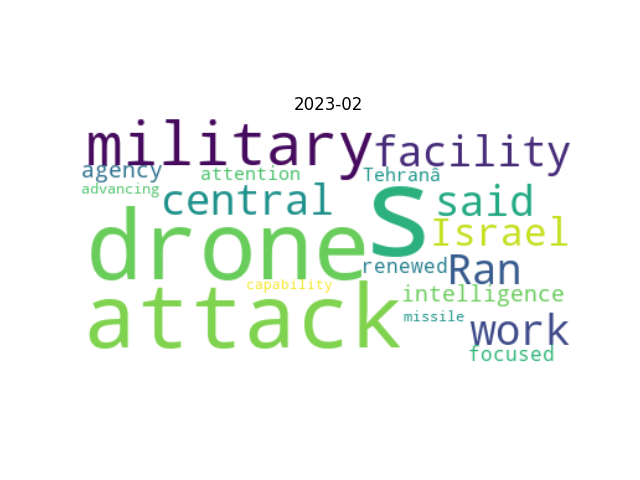 2023-02
military facility
agency attention Tehranâ
advancing central s said
drone Israel
renewed Ran
capability intelligence
attack missile work
focused